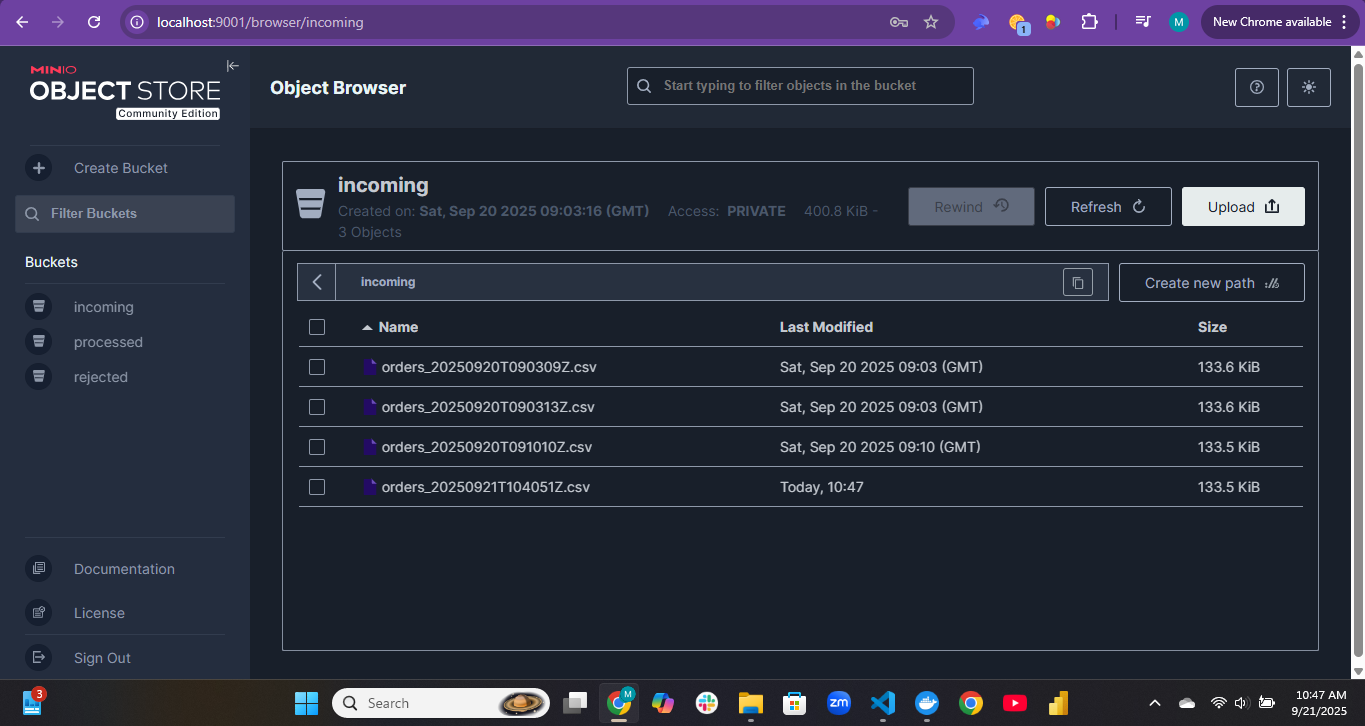 localhost:9001/browser/incoming
1
M
New Chrome available
MINIO
OBJECT STORE
Community Edition
Object Browser
Start typing to filter objects in the bucket
Create Bucket
Filter Buckets
Buckets
incoming
processed
rejected
Documentation
License
Sign Out
incoming
Created on: Sat, Sep 20 2025 09:03:16 (GMT) Access: PRIVATE 400.8 KiB -
3 Objects
Rewind
Refresh
Upload
incoming
Create new path
Name Last Modified Size
orders_20250920T090309Z.csv Sat, Sep 20 2025 09:03 (GMT) 133.6 KiB
orders_20250920T090313Z.csv Sat, Sep 20 2025 09:03 (GMT) 133.6 KiB
orders_20250920T091010Z.csv Sat, Sep 20 2025 09:10 (GMT) 133.5 KiB
orders_20250921T104051Z.csv Today, 10:47 133.5 KiB
3
Search
M
zm
10:47 AM
9/21/2025